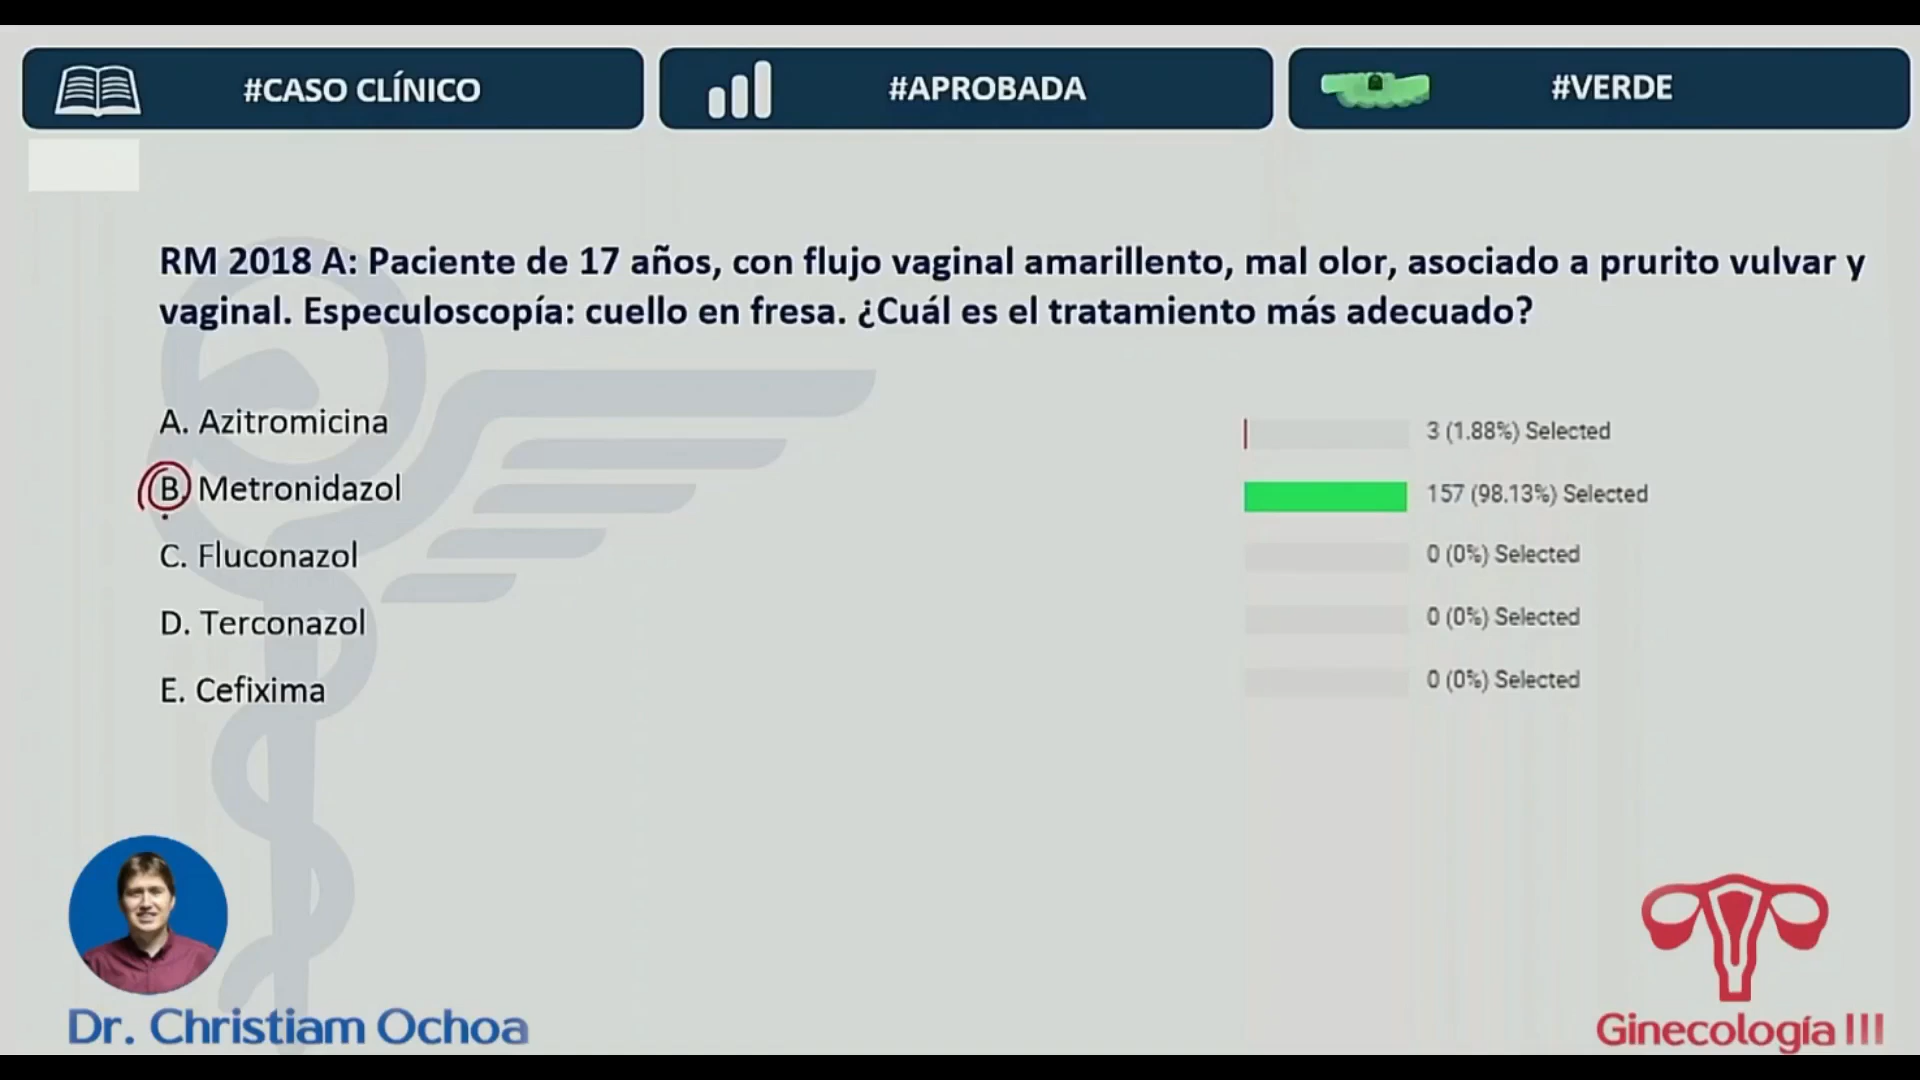 #CASO CLÍNICO
#APROBADA
#VERDE
RM 2018 A: Paciente de 17 años, con flujo vaginal amarillento, mal olor, asociado a prurito vulvar y
vaginal. Especuloscopía: cuello en fresa. ¿Cuál es el tratamiento más adecuado?
A. Azitromicina
3 (1.88%) Selected
B. Metronidazol
157 (98.13%) Selected
C. Fluconazol
0 (0%) Selected
D. Terconazol
0 (0%) Selected
E. Cefixima
0 (0%) Selected
Dr. Christiam Ochoa
Ginecología III